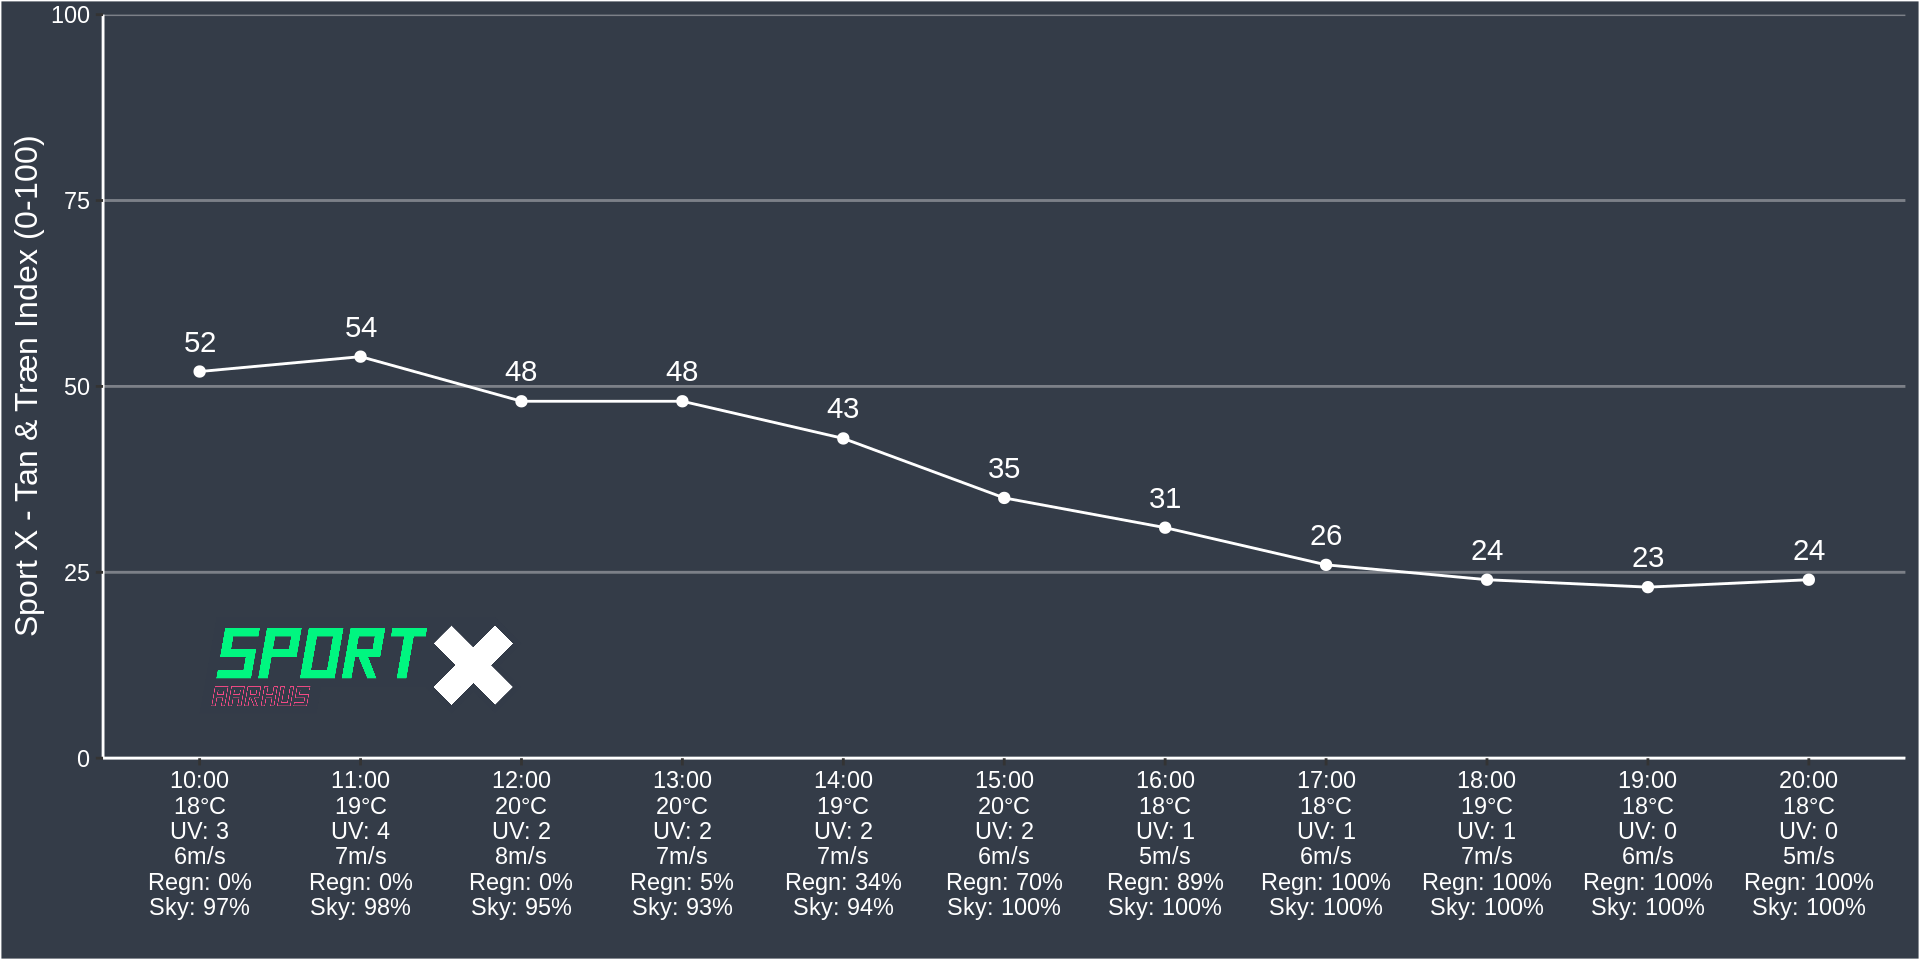 Sport X - Tan & Træn Index (0-100)
100
75
50
25
0
52
54
48
48
43
35
31
26
24
23
24
SPORT X
AARHUS
10:00 11:00 12:00 13:00 14:00 15:00 16:00 17:00 18:00 19:00 20:00
18°C 19°C 20°C 20°C 19°C 20°C 18°C 18°C 19°C 18°C 18°C
UV: 3 UV: 4 UV: 2 UV: 2 UV: 2 UV: 2 UV: 1 UV: 1 UV: 1 UV: 0 UV: 0
6m/s 7m/s 8m/s 7m/s 7m/s 6m/s 5m/s 6m/s 7m/s 6m/s 5m/s
Regn: 0% Regn: 0% Regn: 0% Regn: 5% Regn: 34% Regn: 70% Regn: 89% Regn: 100% Regn: 100% Regn: 100% Regn: 100%
Sky: 97% Sky: 98% Sky: 95% Sky: 93% Sky: 94% Sky: 100% Sky: 100% Sky: 100% Sky: 100% Sky: 100% Sky: 100%